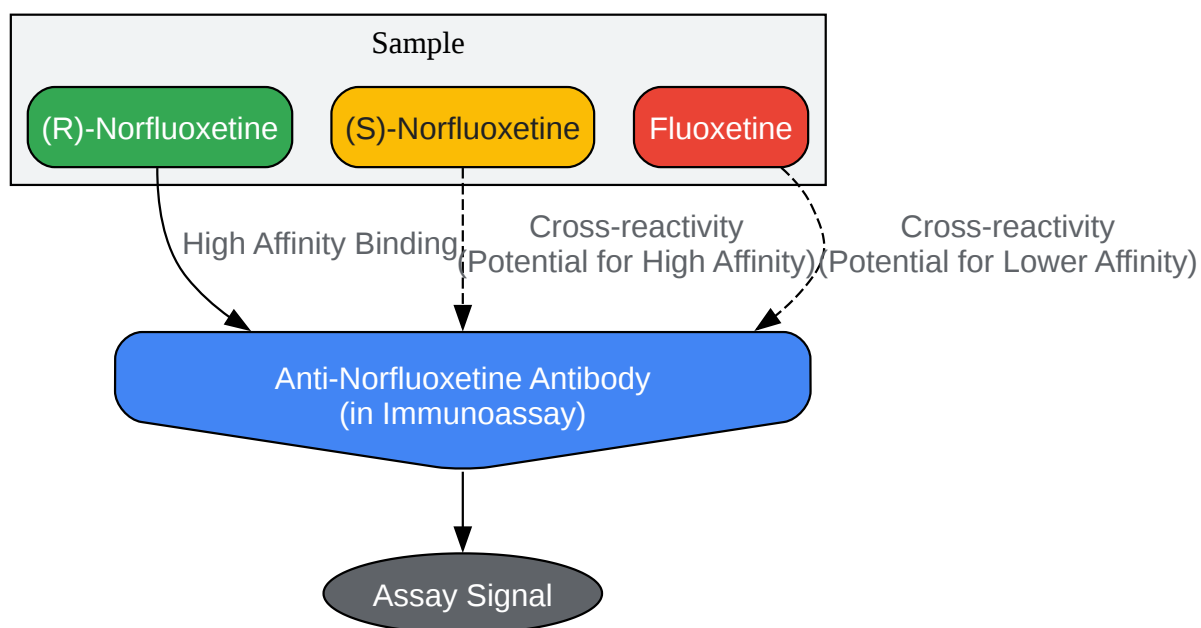 Sample
(R)-Norfluoxetine
(S)-Norfluoxetine
Fluoxetine
High Affinity Binding
Cross-reactivity
(Potential for High Affinity)
Cross-reactivity
(Potential for Lower Affinity)
Anti-Norfluoxetine Antibody
(in Immunoassay)
Assay Signal